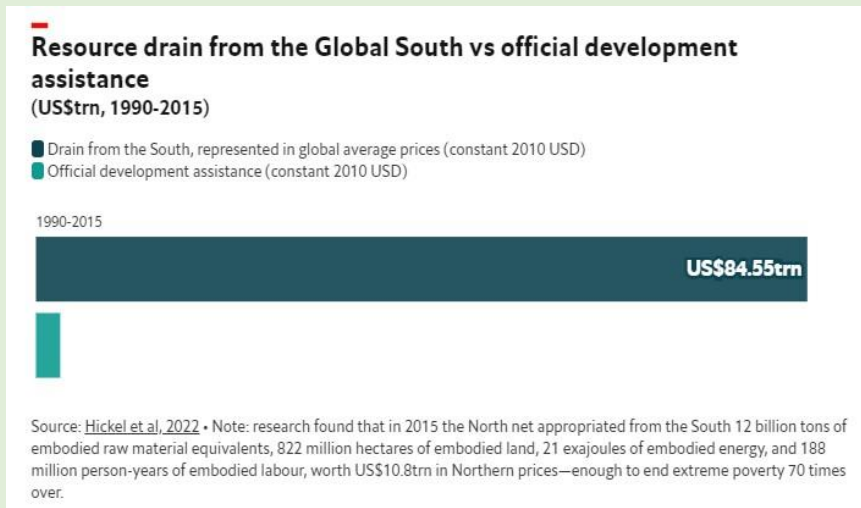 Resource drain from the Global South vs official development
assistance
(US$trn, 1990-2015)
Drain from the South, represented in global average prices (constant 2010 USD)
Official development assistance (constant 2010 USD)
1990-2015
US$84.55trn
Source: Hickel et al, 2022 • Note: research found that in 2015 the North net appropriated from the South 12 billion tons of
embodied raw material equivalents, 822 million hectares of embodied land, 21 exajoules of embodied energy, and 188
million person-years of embodied labour, worth US$10.8trn in Northern prices—enough to end extreme poverty 70 times
over.